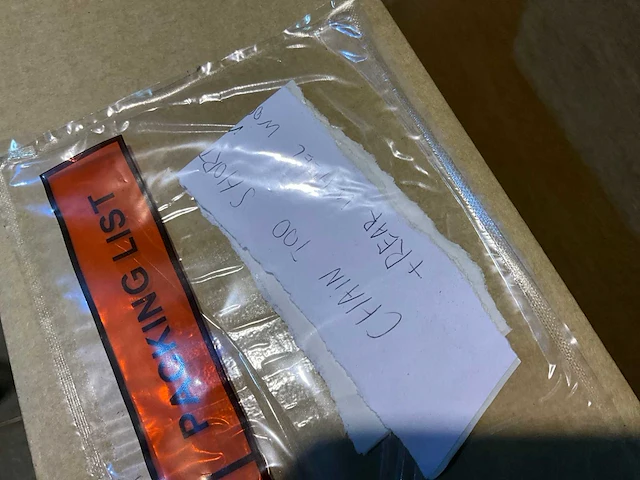 PACKING LIST
CHAIN TOO SHORT
+ REAR